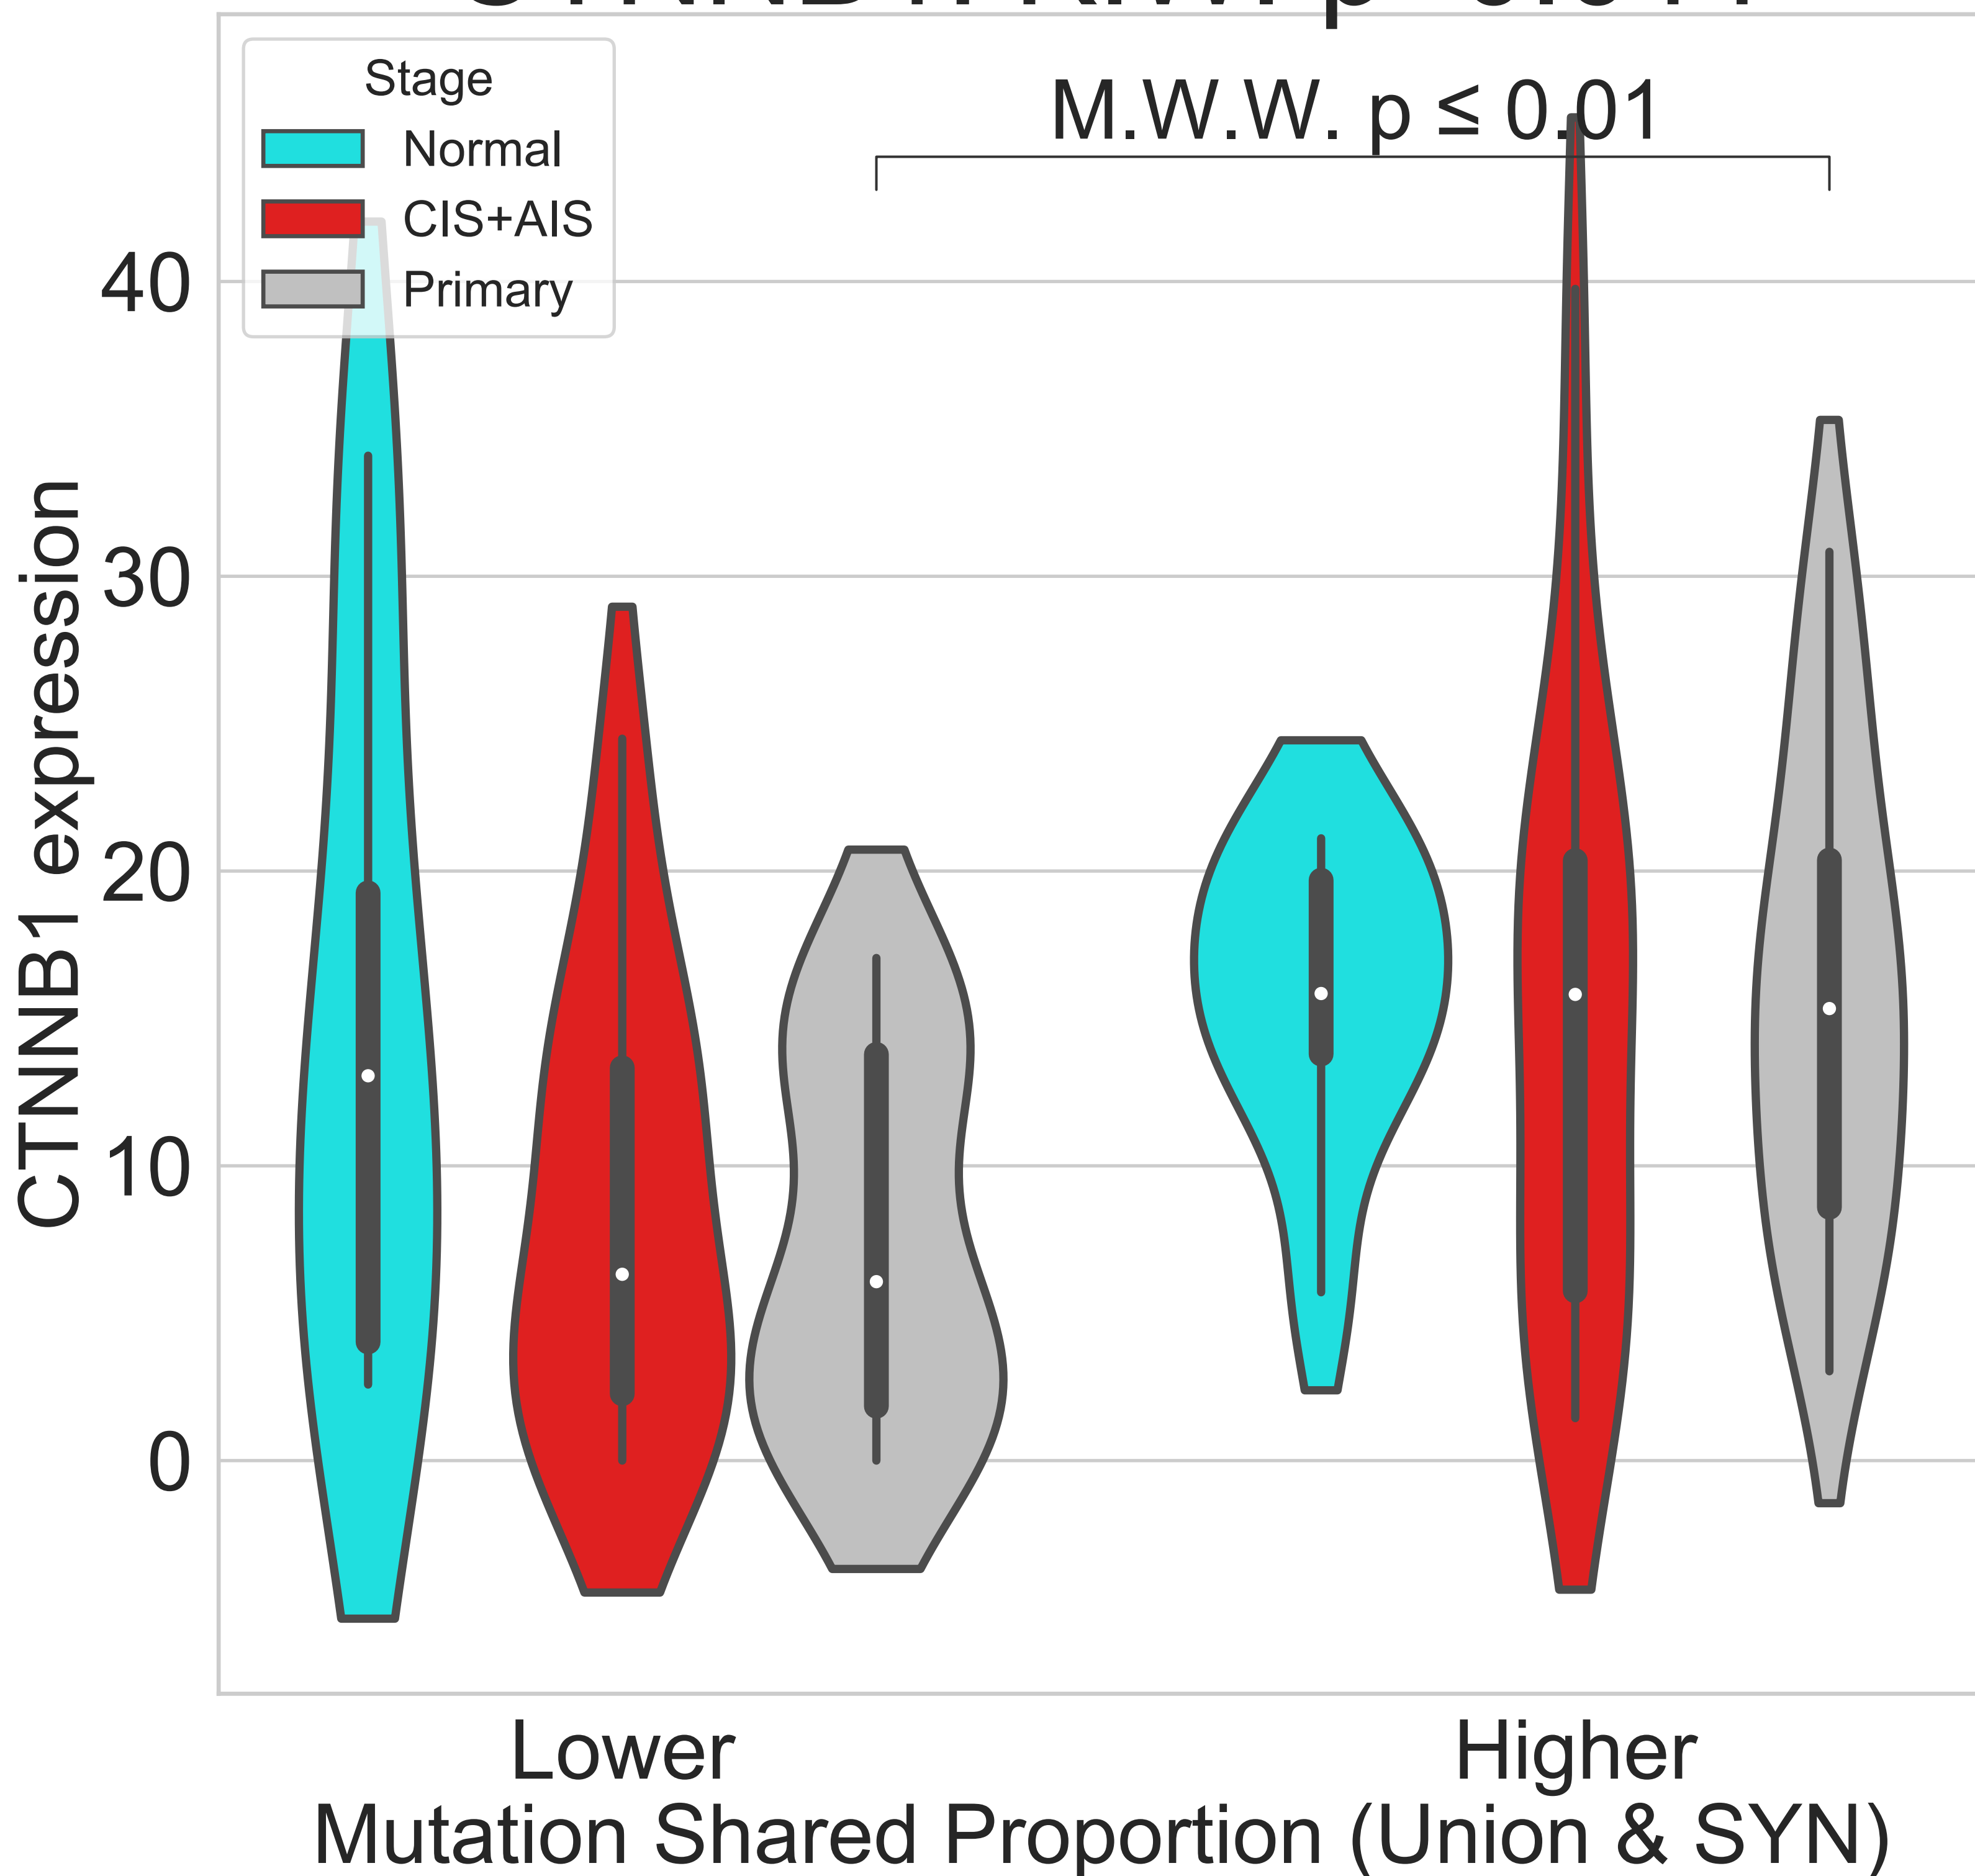 M.W.W. p ≤ 0.01
Stage
Normal
CIS+AIS
Primary
40
30
20
10
0
CTNNB1 expression
Lower
Higher
Mutation Shared Proportion (Union & SYN)